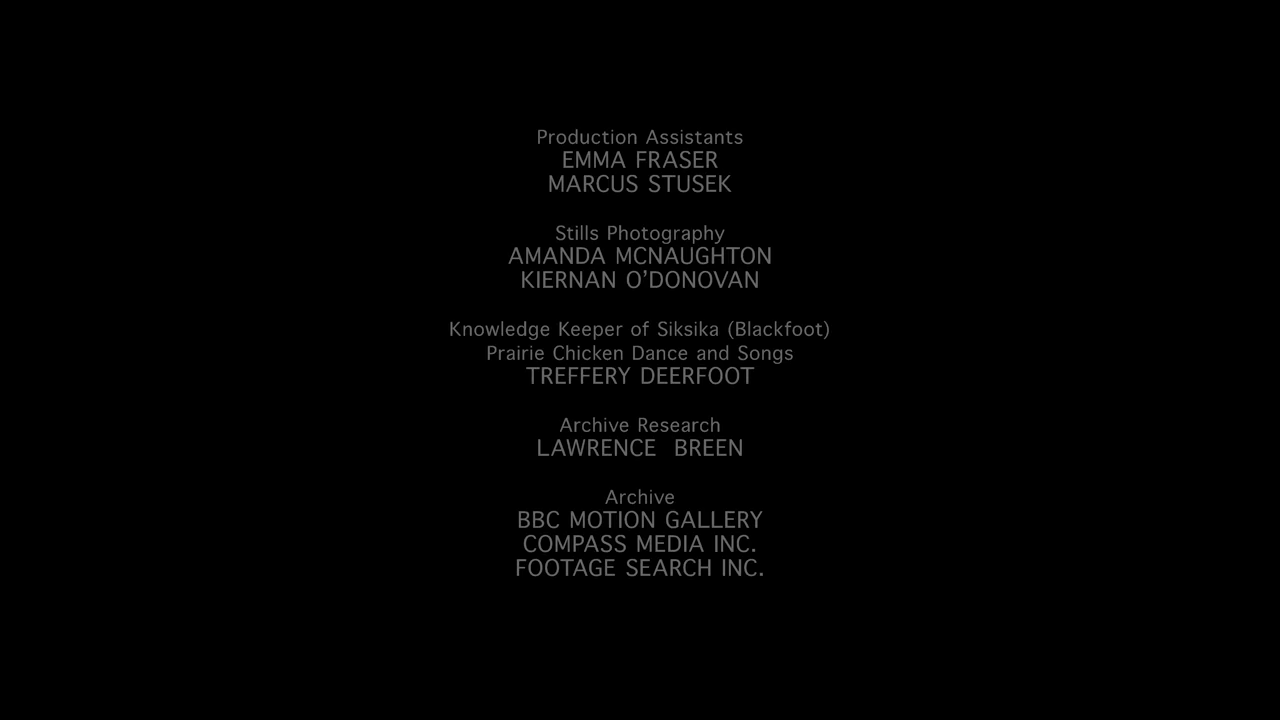 Production Assistants
EMMA FRASER
MARCUS STUSEK
Stills Photography
AMANDA MCNAUGHTON
KIERNAN O’DONOVAN
Knowledge Keeper of Siksika (Blackfoot)
Prairie Chicken Dance and Songs
TREFFERY DEERFOOT
Archive Research
LAWRENCE  BREEN
Archive
BBC MOTION GALLERY
COMPASS MEDIA INC.
FOOTAGE SEARCH INC.